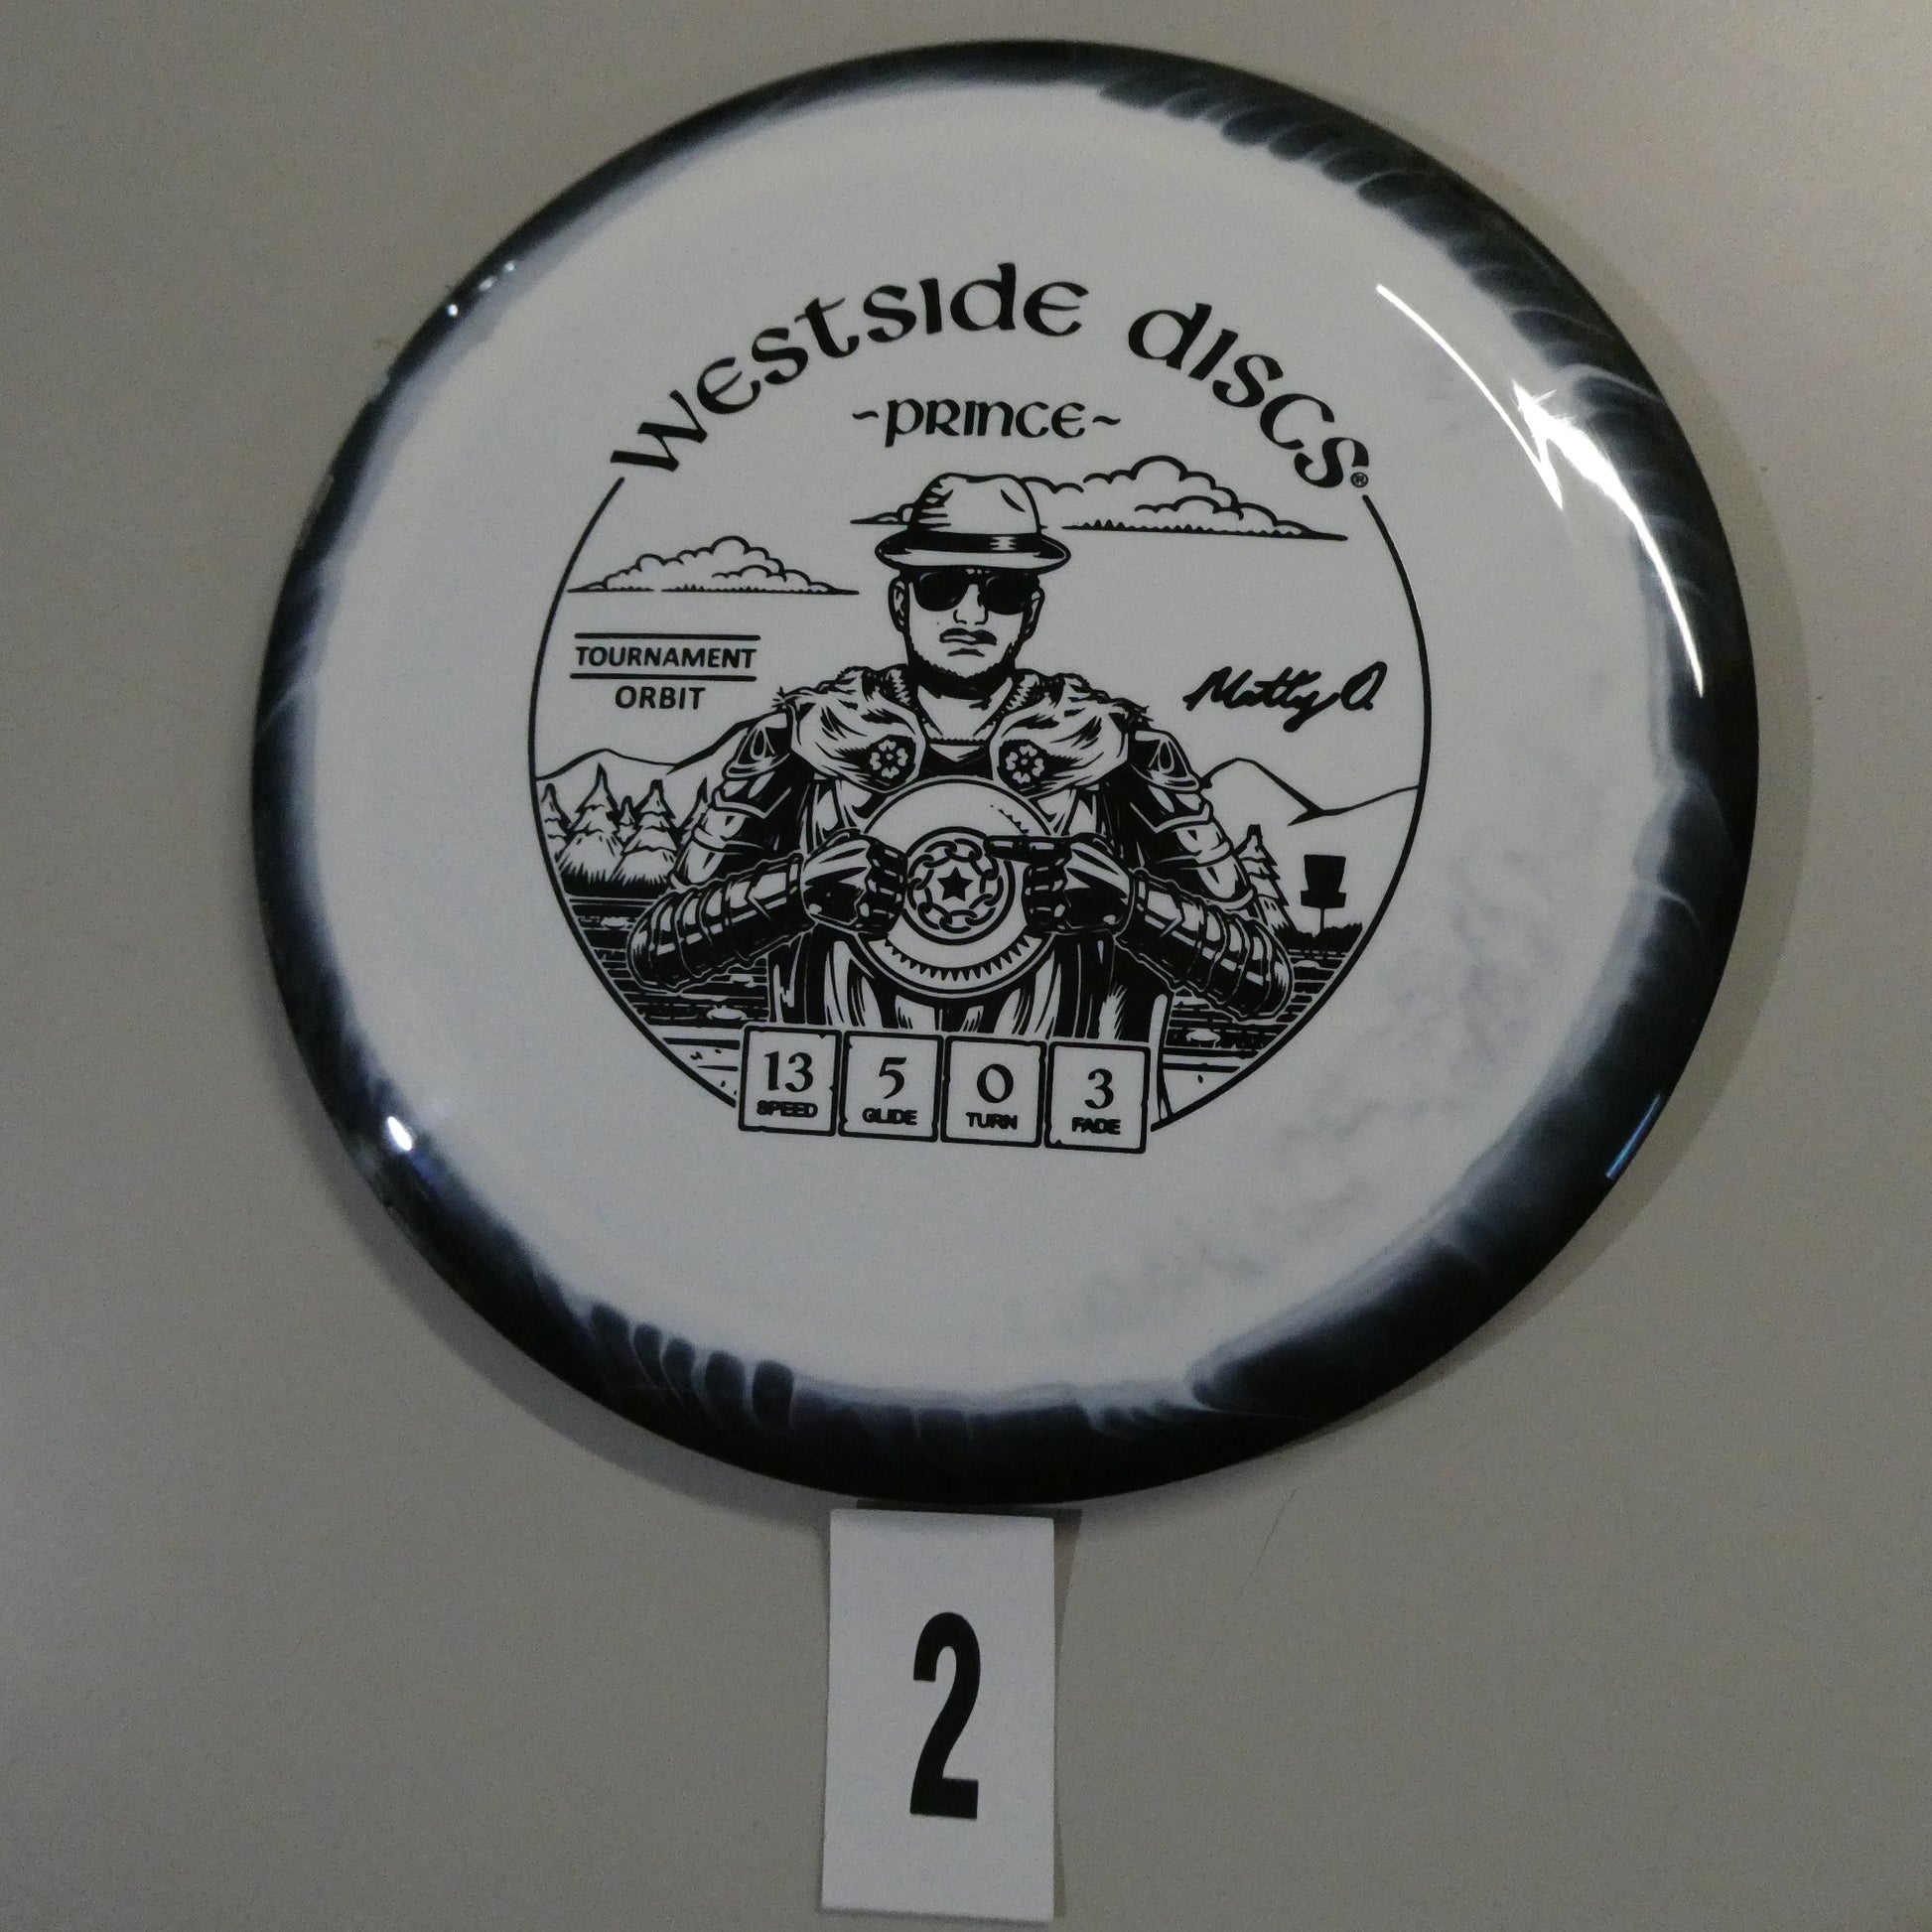 westside discs®
~PRINCE~
TOURNAMENT
ORBIT
Matty O.
13 5 0 3
SPEED GLIDE TURN FADE
2